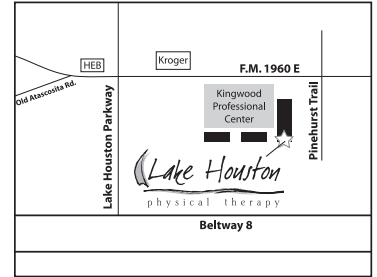 HEB
Kroger
F.M. 1960 E
Old Atascosita Rd.
Kingwood
Professional
Center
Lake Houston Parkway
Pinehurst Trail
Lake Houston
physical therapy
Beltway 8